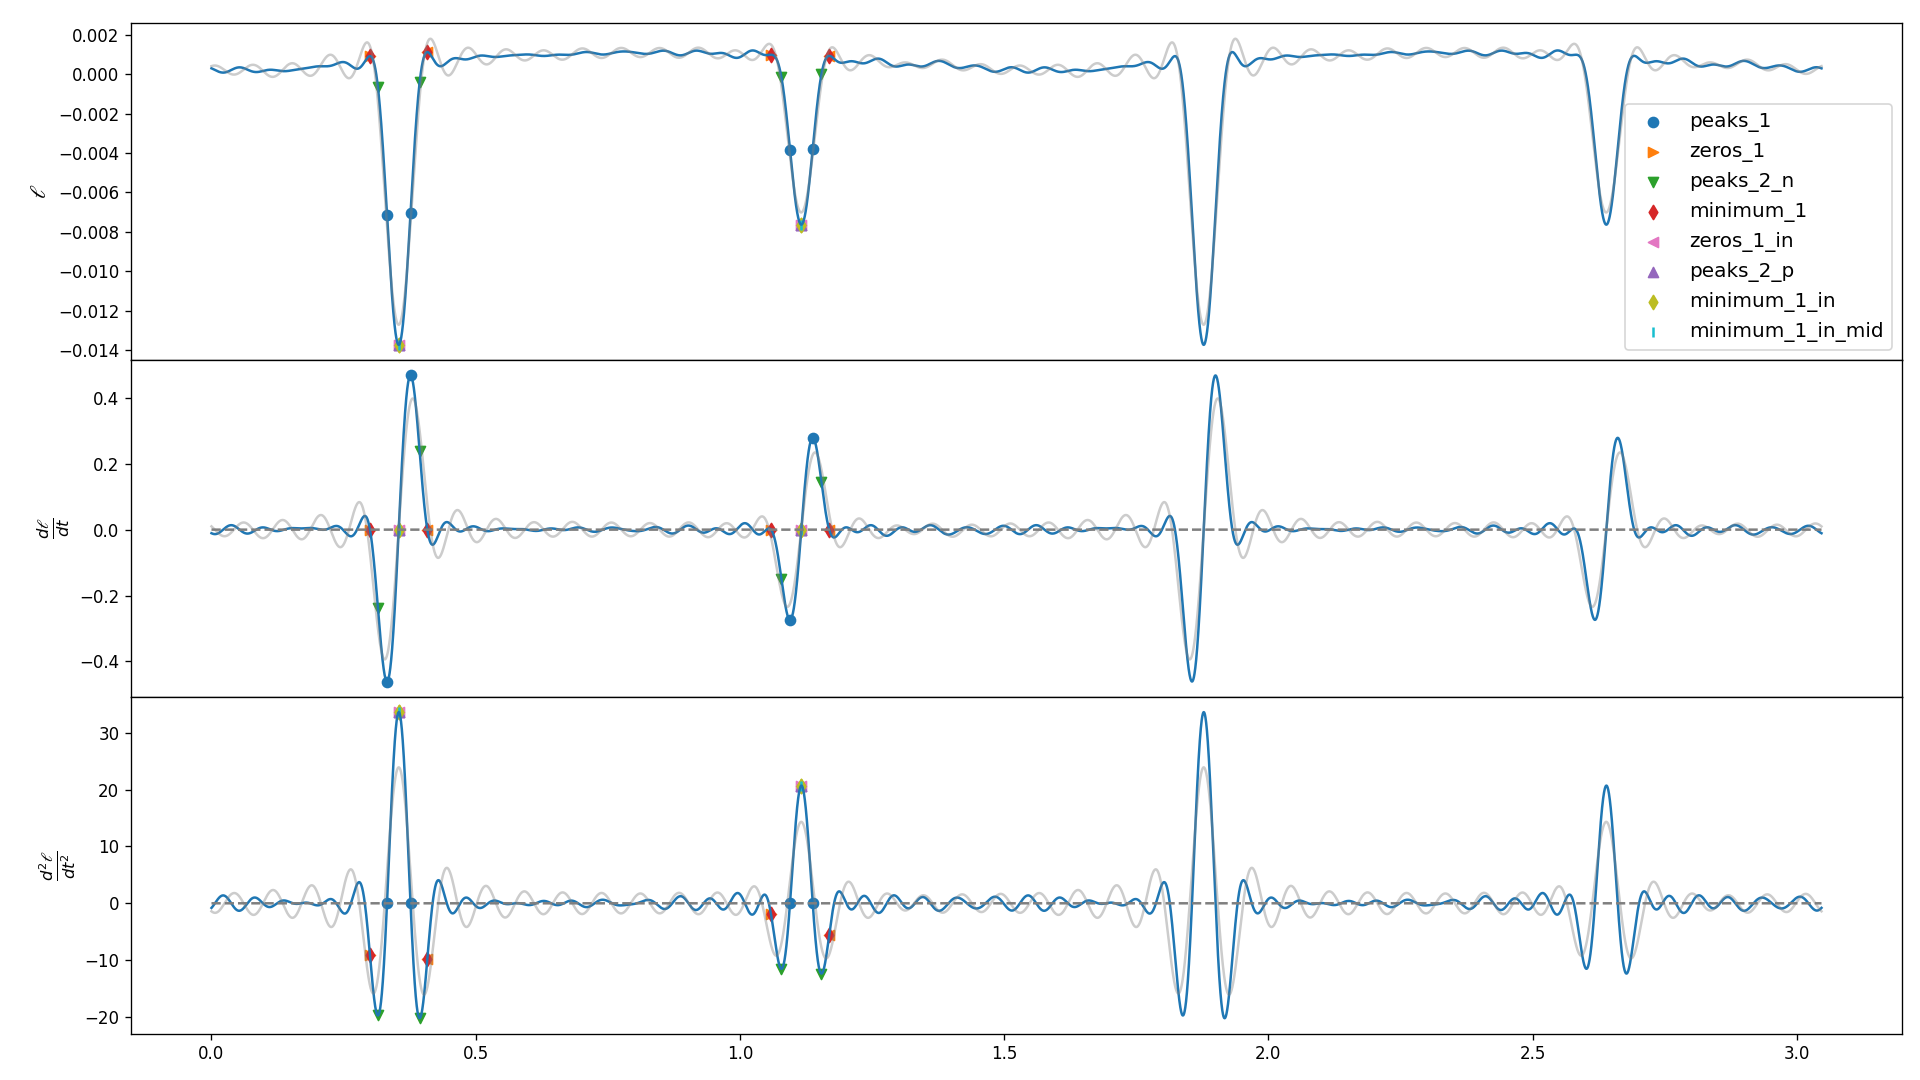 0.002
0.000
−0.002
−0.004
−0.006
−0.008
−0.010
−0.012
−0.014
ℓ
peaks_1
zeros_1
peaks_2_n
minimum_1
zeros_1_in
peaks_2_p
minimum_1_in
minimum_1_in_mid
0.4
0.2
0.0
−0.2
−0.4
dℓ
dt
30
20
10
0
−10
−20
d²ℓ
dt²
0.0 0.5 1.0 1.5 2.0 2.5 3.0